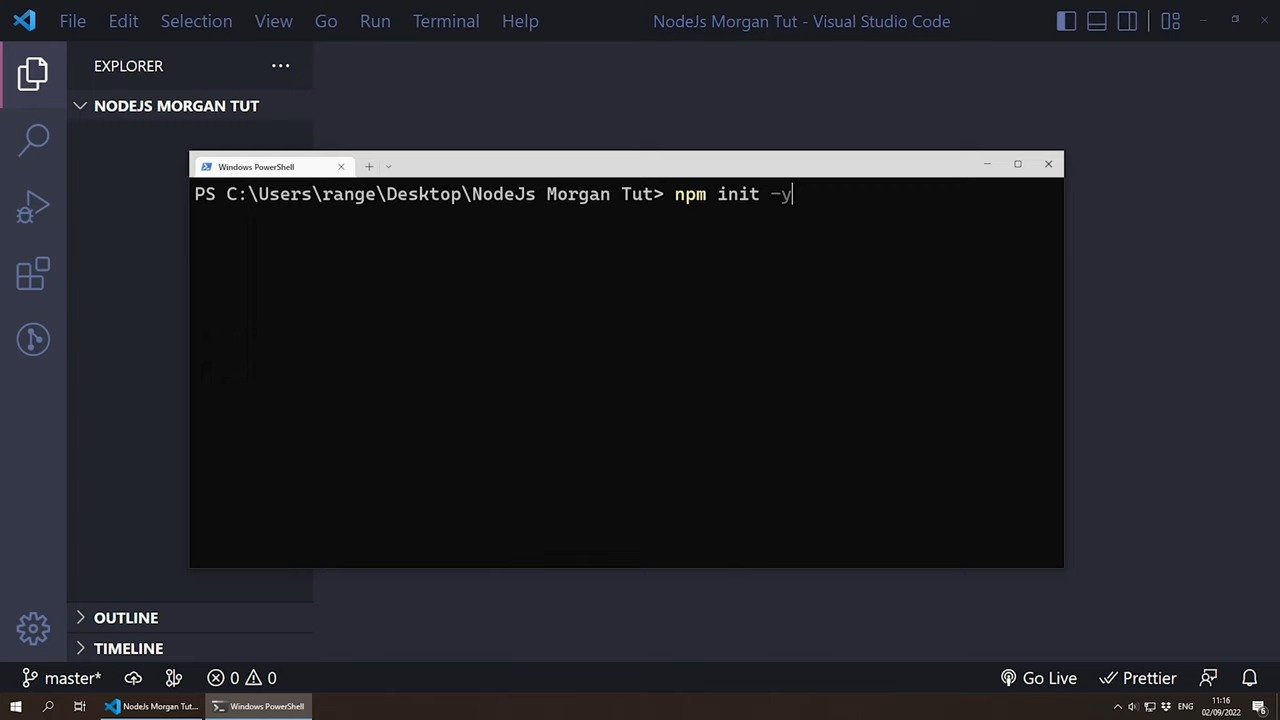 File Edit Selection View Go Run Terminal Help NodeJs Morgan Tut - Visual Studio Code
EXPLORER
NODEJS MORGAN TUT
Windows PowerShell
PS C:\Users\range\Desktop\NodeJs Morgan Tut> npm init -y
OUTLINE
TIMELINE
master* 0 0 Go Live Prettier
NodeJs Morgan Tut... Windows PowerShell ENG 11:16
02/09/2022 6